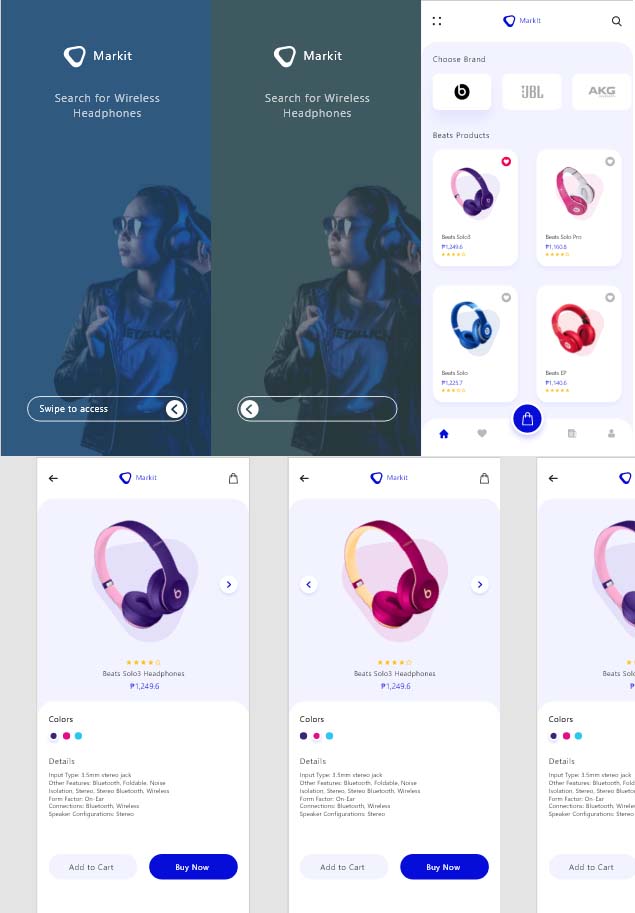 Markit
Search for Wireless
Headphones
METALLICA
Swipe to access
Markit
Search for Wireless
Headphones
METALLICA
Markit
Choose Brand
b
JBL
AKG
Beats Products
Beats Solo3
₱1,249.6
Beats Solo Pro
₱1,160.8
Beats Solo
₱1,225.7
Beats EP
₱1,140.6
Markit
Beats Solo3 Headphones
₱1,249.6
Colors
Details
Input Type: 3.5mm stereo jack
Other Features: Bluetooth, Foldable, Noise
Isolation, Stereo, Stereo Bluetooth, Wireless
Form Factor: On-Ear
Connections: Bluetooth, Wireless
Speaker Configurations: Stereo
Add to Cart
Buy Now
Markit
Beats Solo3 Headphones
₱1,249.6
Colors
Details
Input Type: 3.5mm stereo jack
Other Features: Bluetooth, Foldable, Noise
Isolation, Stereo, Stereo Bluetooth, Wireless
Form Factor: On-Ear
Connections: Bluetooth, Wireless
Speaker Configurations: Stereo
Add to Cart
Buy Now
Beats Solo
₱
Colors
Details
Input Type: 3.5mm stereo
Other Features: Bluetooth, Fold
Isolation, Stereo, Stereo
Form Factor: On-Ear
Connections: Bluetooth, Wirele
Speaker Configurations: Stereo
Add to Cart